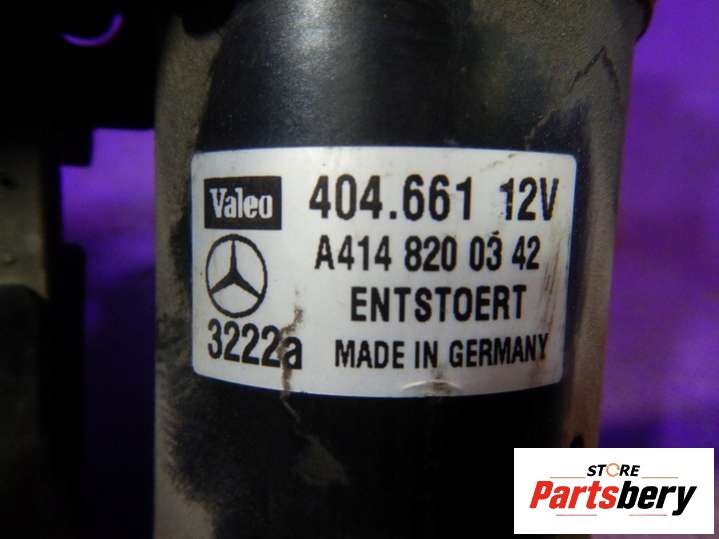 Valeo 404.661 12V
A414 820 03 42
ENTSTOERT
3222a MADE IN GERMANY
STORE
Partsbery